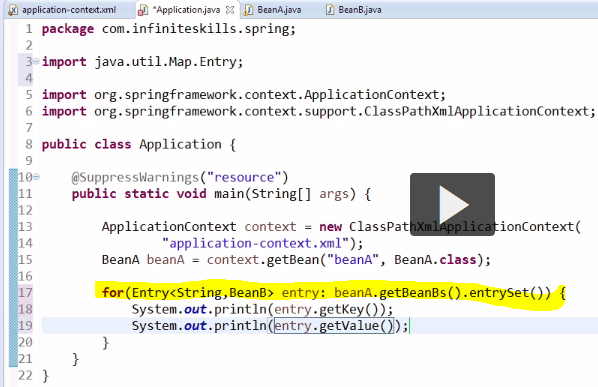 application-context.xml *Application.java BeanA.java BeanB.java
1 package com.infiniteskills.spring;
2
3 import java.util.Map.Entry;
4
5 import org.springframework.context.ApplicationContext;
6 import org.springframework.context.support.ClassPathXmlApplicationContext;
7
8 public class Application {
9
10 @SuppressWarnings("resource")
11 public static void main(String[] args) {
12
13 ApplicationContext context = new ClassPathXmlApplicationContext(
14 "application-context.xml");
15 BeanA beanA = context.getBean("beanA", BeanA.class);
16
17 for(Entry<String,BeanB> entry: beanA.getBeanBs().entrySet()) {
18 System.out.println(entry.getKey());
19 System.out.println(entry.getValue());
20 }
21 }
22 }